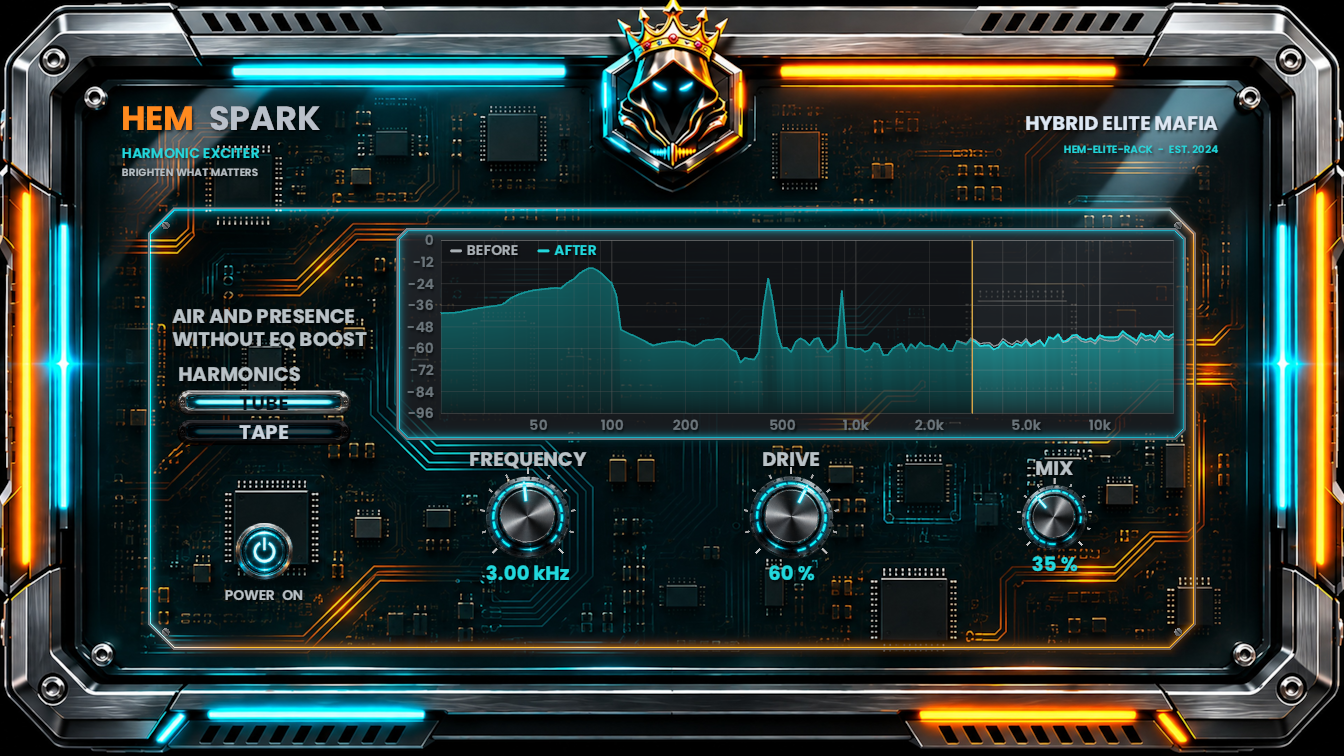 HEM SPARK
HARMONIC EXCITER
BRIGHTEN WHAT MATTERS
HYBRID ELITE MAFIA
HEM-ELITE-RACK - EST. 2024
BEFORE AFTER
0
-12
-24
-36
-48
-60
-72
-84
-96
50 100 200 500 1.0k 2.0k 5.0k 10k
AIR AND PRESENCE
WITHOUT EQ BOOST
HARMONICS
TUBE
TAPE
POWER ON
FREQUENCY
3.00 kHz
DRIVE
60 %
MIX
35 %